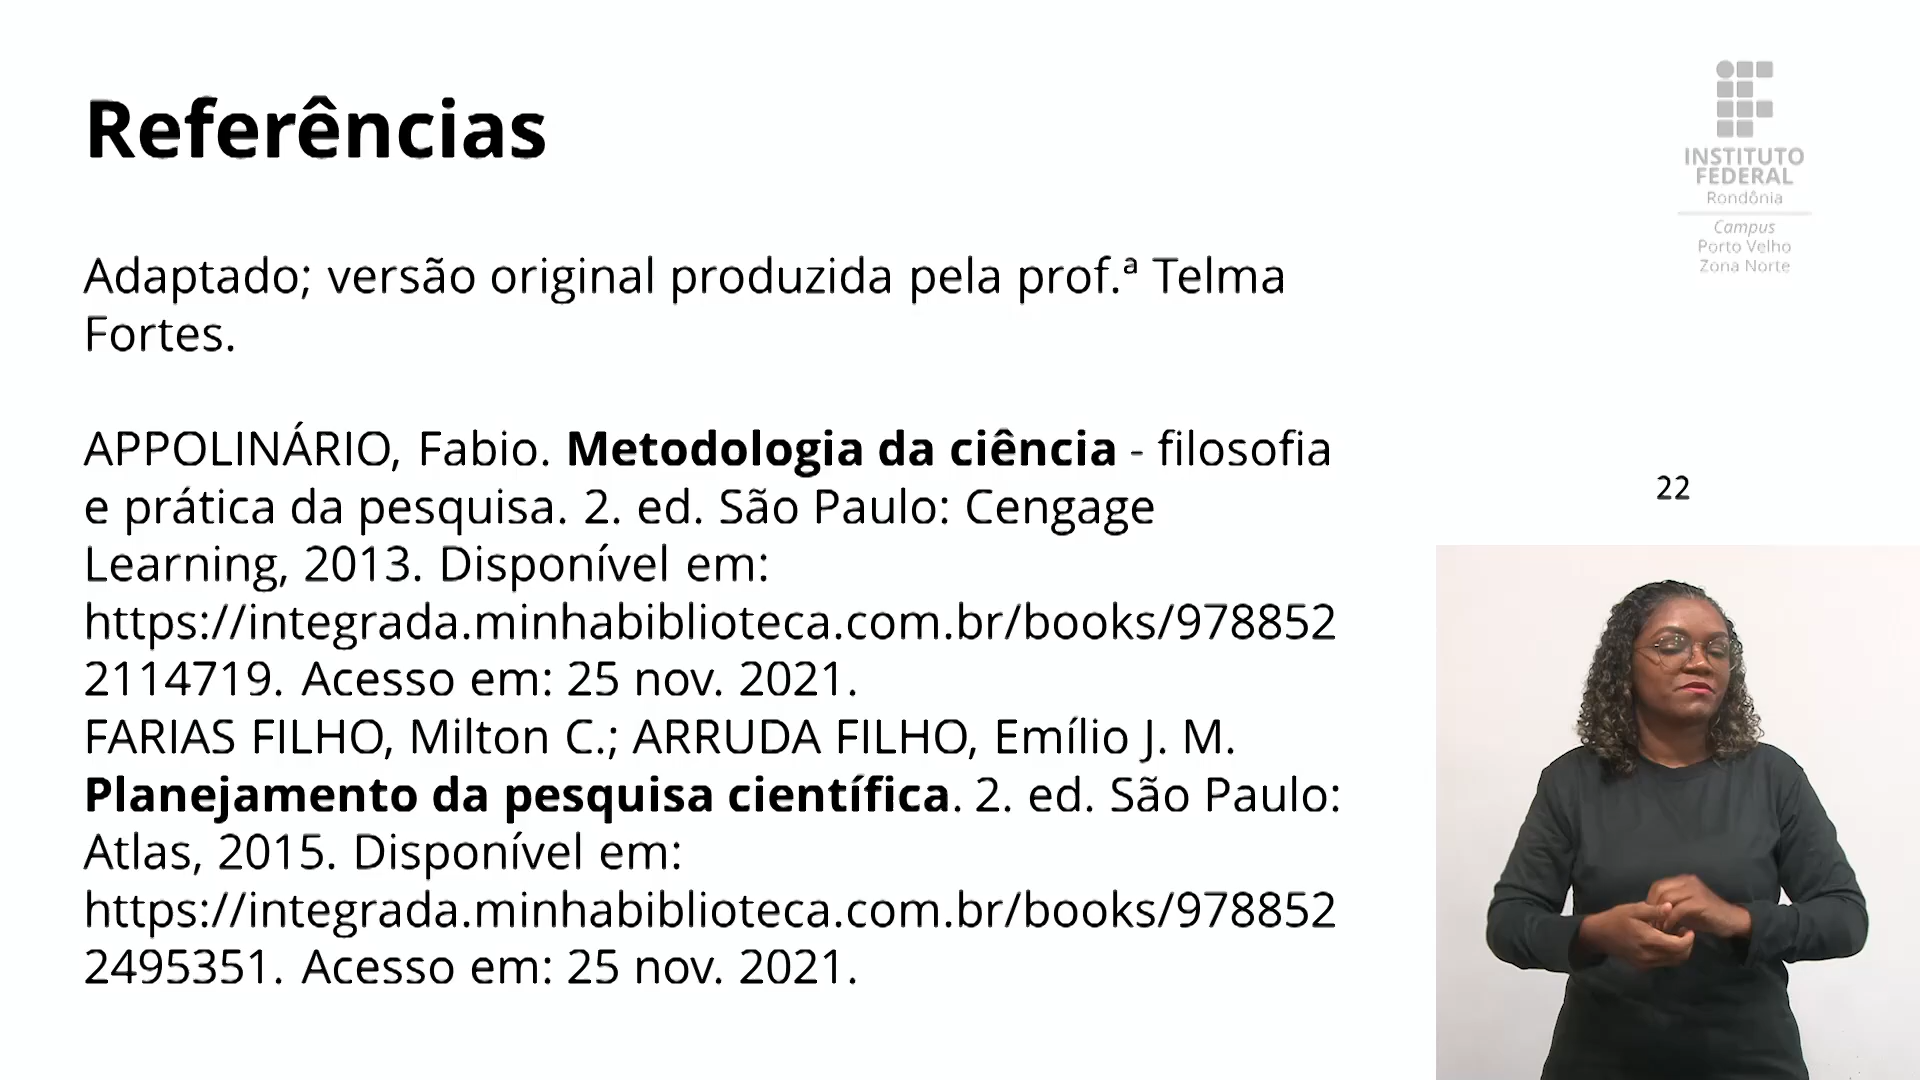 Referências
Adaptado; versão original produzida pela prof.ª Telma
Fortes.
APPOLINÁRIO, Fabio. Metodologia da ciência - filosofia
e prática da pesquisa. 2. ed. São Paulo: Cengage
Learning, 2013. Disponível em:
https://integrada.minhabiblioteca.com.br/books/978852
2114719. Acesso em: 25 nov. 2021.
FARIAS FILHO, Milton C.; ARRUDA FILHO, Emílio J. M.
Planejamento da pesquisa científica. 2. ed. São Paulo:
Atlas, 2015. Disponível em:
https://integrada.minhabiblioteca.com.br/books/978852
2495351. Acesso em: 25 nov. 2021.
INSTITUTO
FEDERAL
Rondônia
Campus
Porto Velho
Zona Norte
22